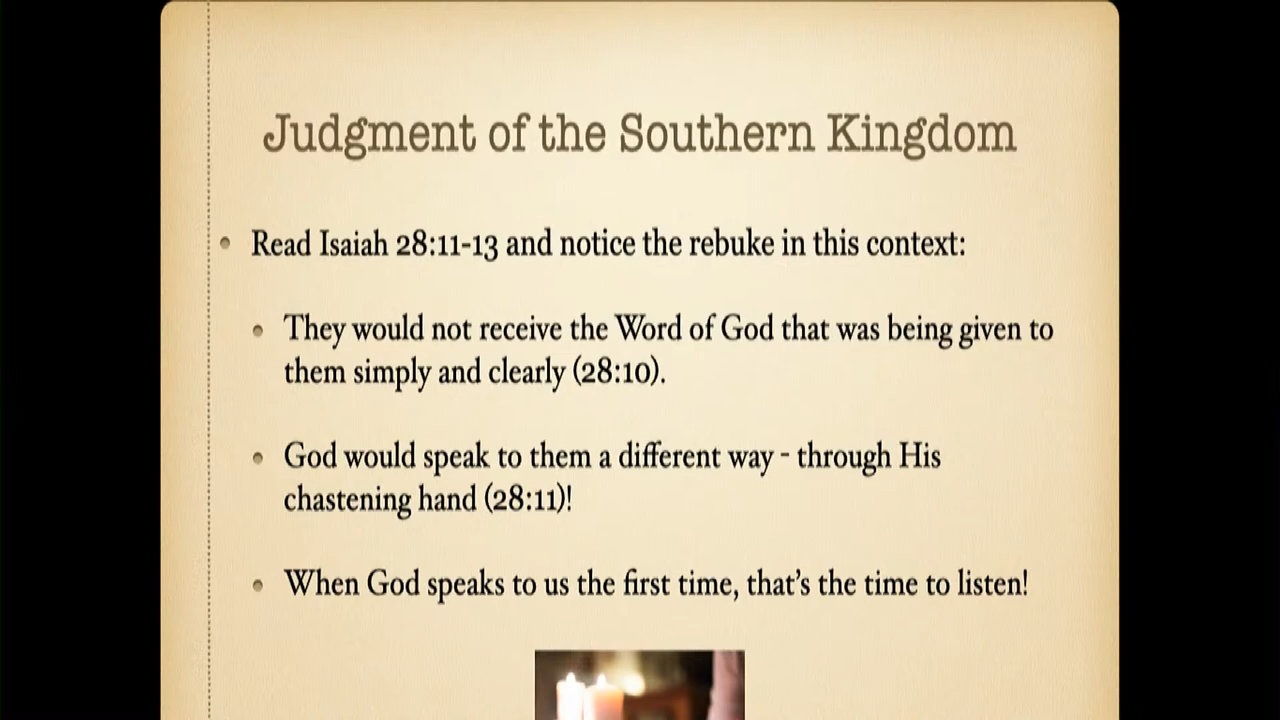 Judgment of the Southern Kingdom
• Read Isaiah 28:11-13 and notice the rebuke in this context:
• They would not receive the Word of God that was being given to
them simply and clearly (28:10).
• God would speak to them a different way - through His
chastening hand (28:11)!
• When God speaks to us the first time, that’s the time to listen!